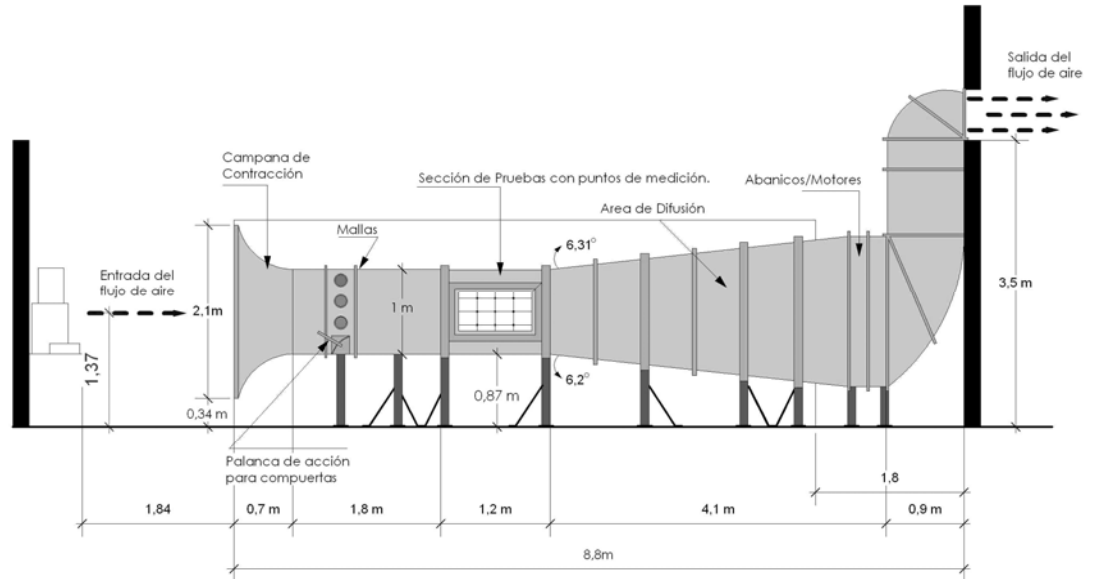 Salida del
flujo de aire
Campana de
Contracción
Sección de Pruebas con puntos de medición.
Abanicos/Motores
Area de Difusión
Mallas
6,31°
Entrada del
flujo de aire
2,1m
1 m
3,5 m
1,37
6,2°
0,87 m
0,34 m
Palanca de acción
para compuertas
1,8
1,84
0,7 m
1,8 m
1,2 m
4,1 m
0,9 m
8,8m